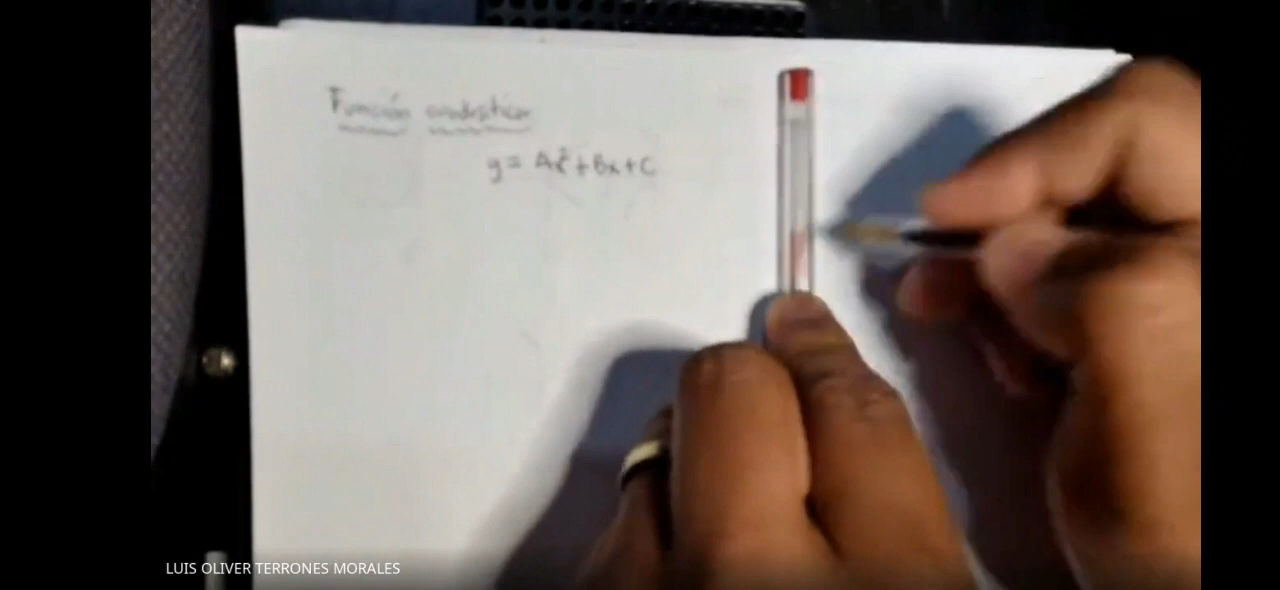 Función cuadrática
y = Ax² + Bx + C
LUIS OLIVER TERRONES MORALES